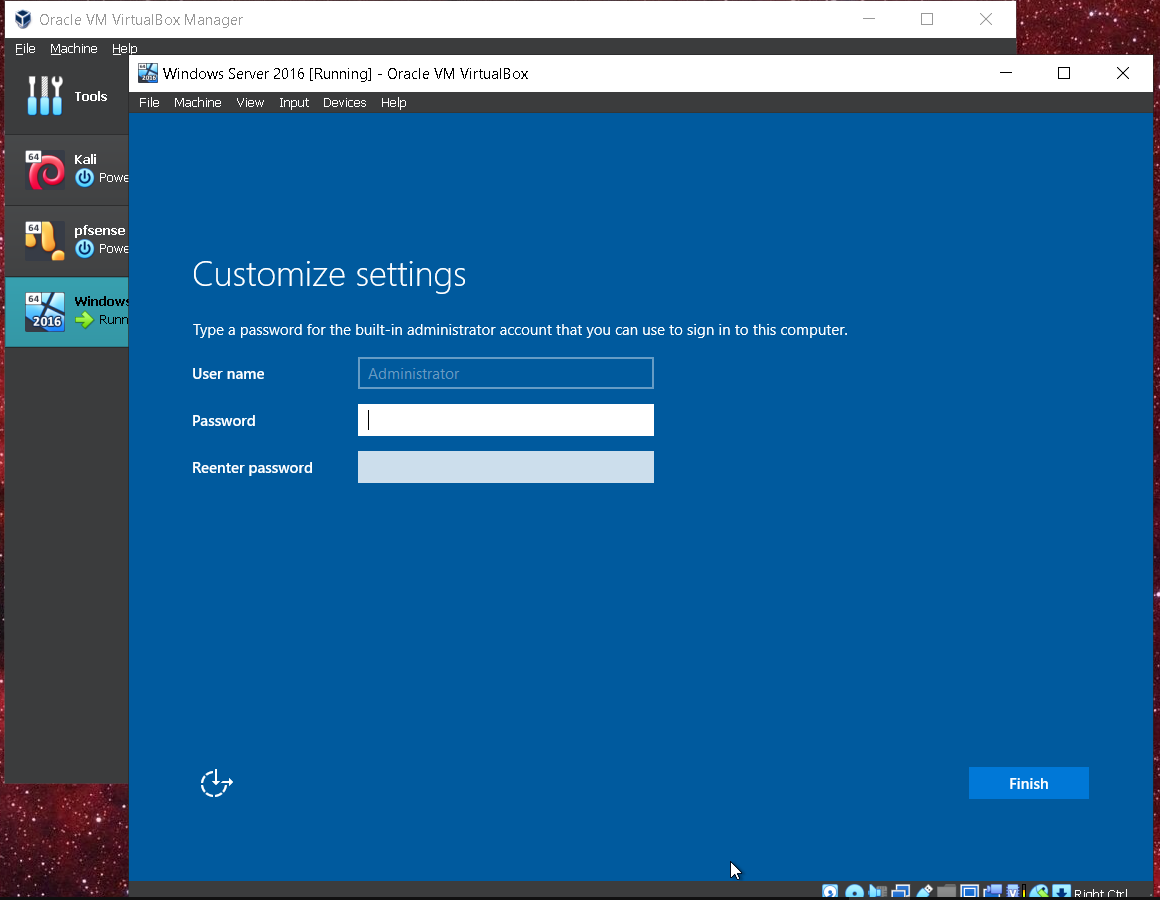 Oracle VM VirtualBox Manager
File Machine Help
Windows Server 2016 [Running] - Oracle VM VirtualBox
File Machine View Input Devices Help
Tools
64
Kali
Powe
64
pfsense
Powe
64
2016
Windows
Runn
Customize settings
Type a password for the built-in administrator account that you can use to sign in to this computer.
User name
Administrator
Password
Reenter password
Finish
Right Ctrl